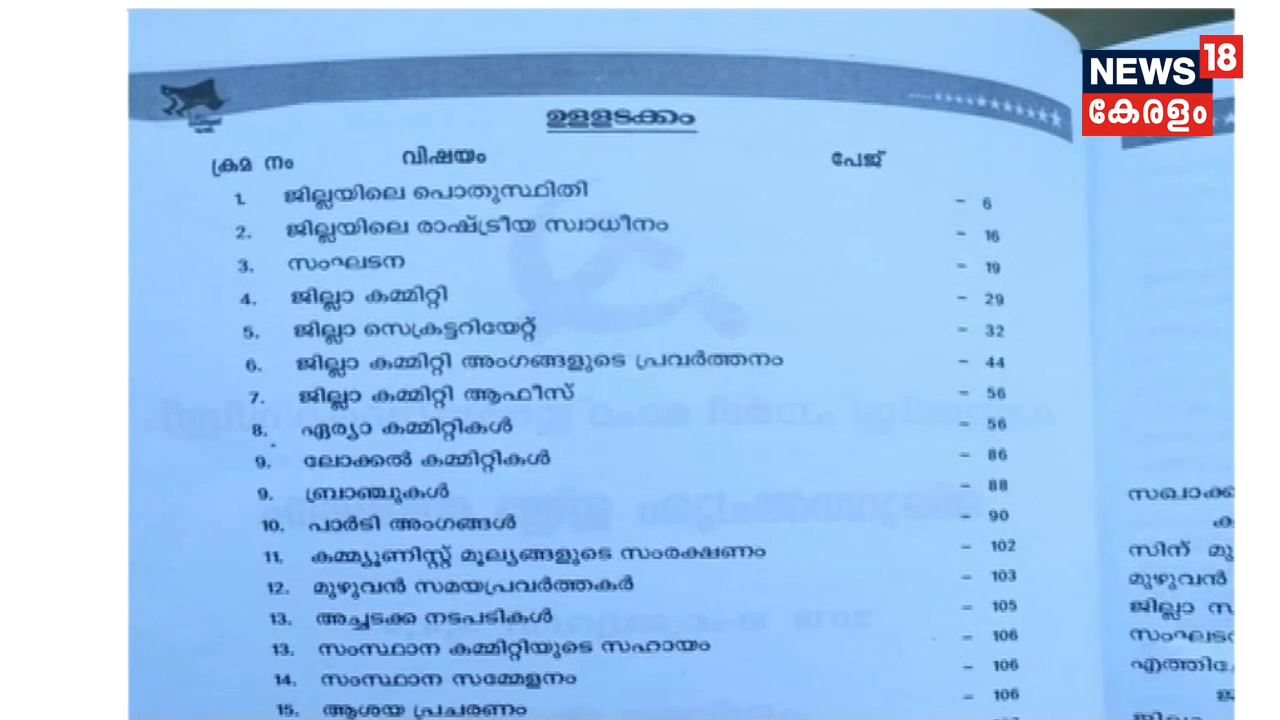 NEWS 18
കേരളം
ഉള്ളടക്കം
ക്രമ നം വിഷയം പേജ്
1. ജില്ലയിലെ പൊതുസ്ഥിതി - 6
2. ജില്ലയിലെ രാഷ്ട്രീയ സ്വാധീനം - 16
3. സംഘടന - 19
4. ജില്ലാ കമ്മിറ്റി - 29
5. ജില്ലാ സെക്രട്ടറിയേറ്റ് - 32
6. ജില്ലാ കമ്മിറ്റി അംഗങ്ങളുടെ പ്രവർത്തനം - 44
7. ജില്ലാ കമ്മിറ്റി ആഫീസ് - 56
8. ഏര്യാ കമ്മിറ്റികൾ - 56
9. ലോക്കൽ കമ്മിറ്റികൾ - 86
9. ബ്രാഞ്ചുകൾ - 88
10. പാർടി അംഗങ്ങൾ - 90
11. കമ്മ്യൂണിസ്റ്റ് മൂല്യങ്ങളുടെ സംരക്ഷണം - 102
12. മുഴുവൻ സമയപ്രവർത്തകർ - 103
13. അച്ചടക്ക നടപടികൾ - 105
13. സംസ്ഥാന കമ്മിറ്റിയുടെ സഹായം - 106
14. സംസ്ഥാന സമ്മേളനം - 106
15. ആശയ പ്രചരണം - 106
സിന്
മുഴുവൻ
ജില്ലാ